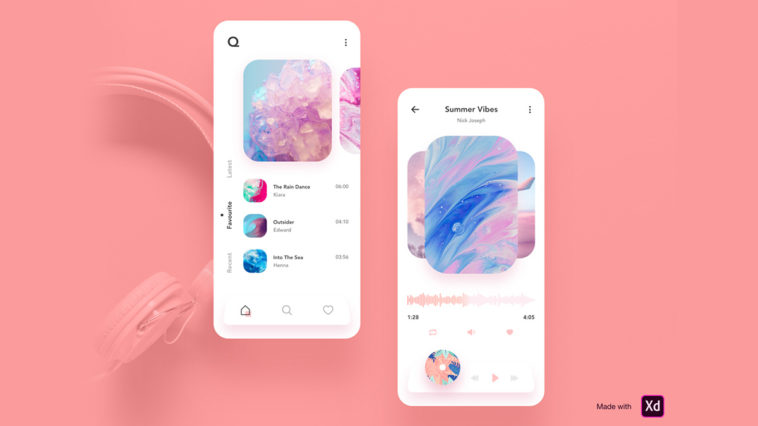 Latest
Favourite
Recent
The Rain Dance
06:00
Kiara
Outsider
04:10
Edward
Into The Sea
03:56
Henna
Summer Vibes
Nick Joseph
1:28
4:05
Made with
Xd